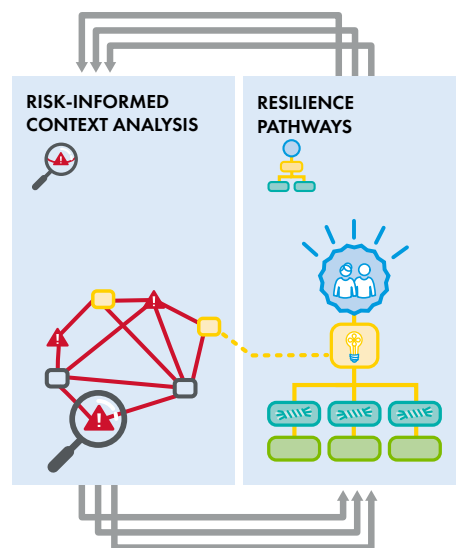 RISK-INFORMED
CONTEXT ANALYSIS
RESILIENCE
PATHWAYS